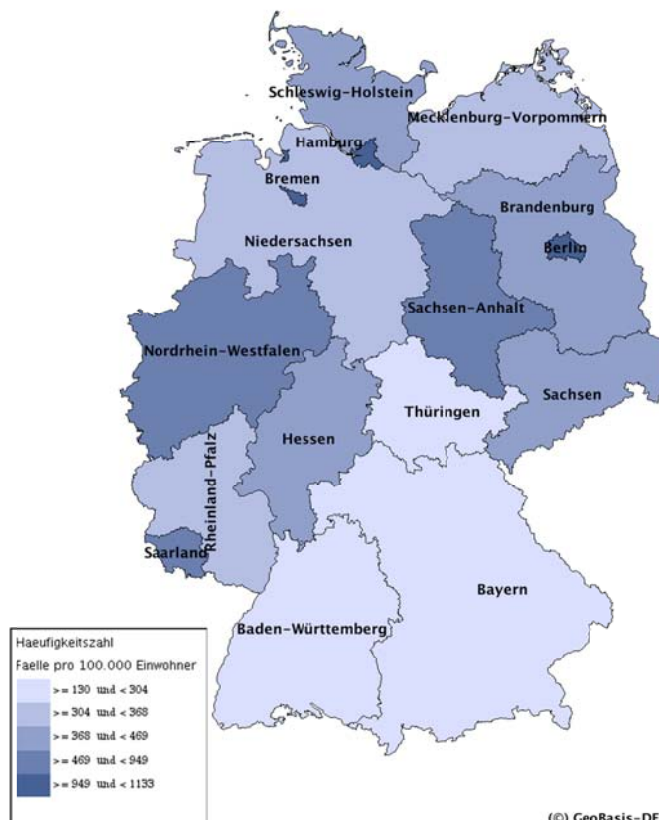 Schleswig-Holstein
Mecklenburg-Vorpommern
Hamburg
Bremen
Brandenburg
Niedersachsen
Berlin
Sachsen-Anhalt
Nordrhein-Westfalen
Sachsen
Thüringen
Hessen
Rheinland-Pfalz
Saarland
Bayern
Baden-Württemberg
Haeufigkeitszahl
Faelle pro 100.000 Einwohner
>= 130 und < 304
>= 304 und < 368
>= 368 und < 469
>= 469 und < 949
>= 949 und < 1133
(©) GeoBasis-DE